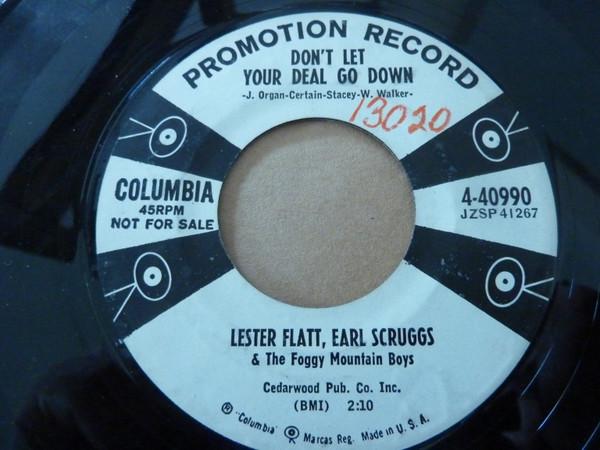 PROMOTION RECORD
DON'T LET
YOUR DEAL GO DOWN
-J. Organ-Certain-Stacey-W. Walker-
13020
COLUMBIA
45RPM
NOT FOR SALE
4-40990
JZSP 41267
LESTER FLATT, EARL SCRUGGS
& The Foggy Mountain Boys
Cedarwood Pub. Co. Inc.
(BMI) 2:10
® "Columbia" Marcas Reg. Made in U. S. A.